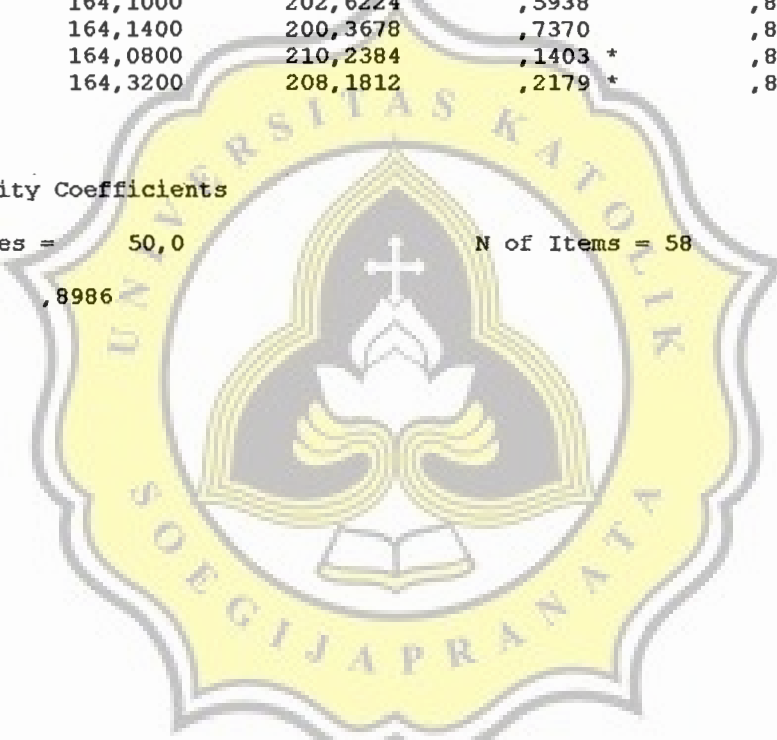 164,1000 202,6224 ,5938 ,8
164,1400 200,3678 ,7370 ,8
164,0800 210,2384 ,1403 * ,8
164,3200 208,1812 ,2179 * ,8
ity Coefficients
es = 50,0 N of Items = 58
,8986
UNIVERSITAS KATOLIK
SOEGIJAPRANATA